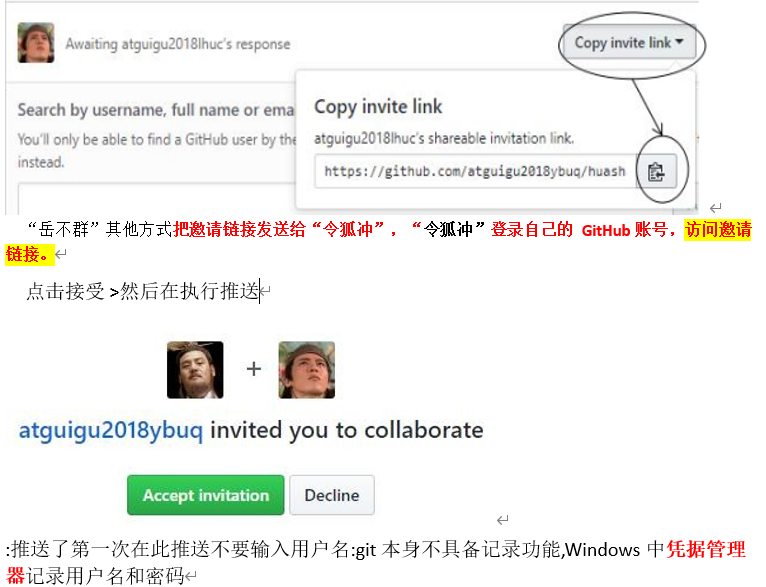 Awaiting atguigu2018lhuc's response
Copy invite link
Search by username, full name or ema
Copy invite link
You'll only be able to find a GitHub user by the
atguigu2018lhuc's shareable invitation link.
instead.
https://github.com/atguigu2018ybuq/huash
“岳不群”其他方式把邀请链接发送给“令狐冲”，“令狐冲”登录自己的 GitHub 账号，访问邀请
链接。
点击接受 >然后在执行推送
+
atguigu2018ybuq invited you to collaborate
Accept invitation Decline
:推送了第一次在此推送不要输入用户名:git 本身不具备记录功能,Windows 中凭据管理
器记录用户名和密码